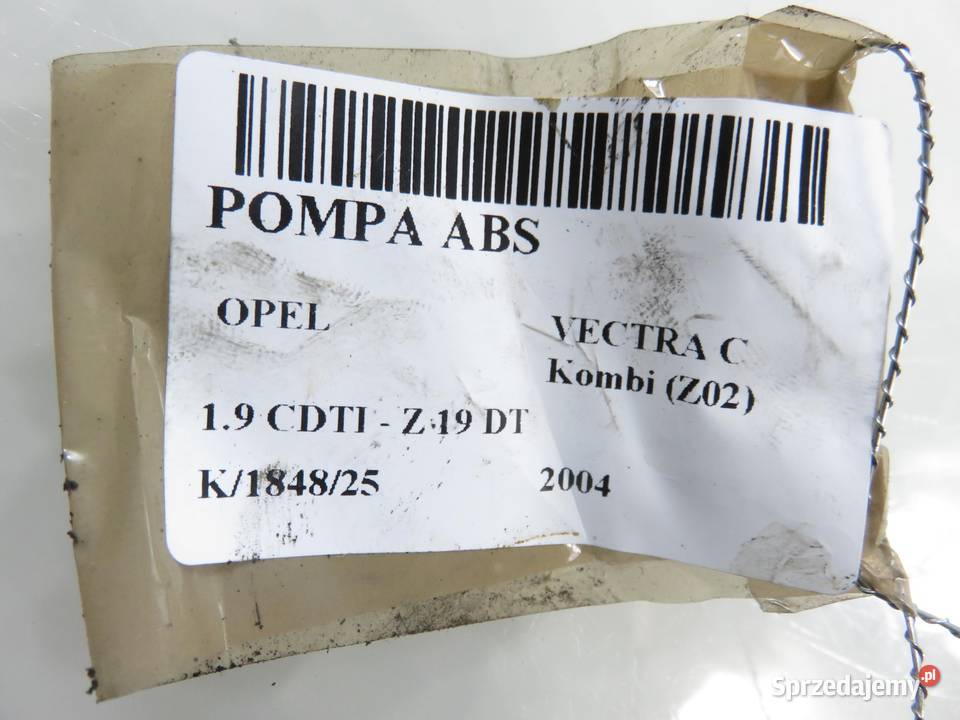 POMPA ABS
OPEL
VECTRA C
Kombi (Z02)
1.9 CDTI - Z 19 DT
K/1848/25
2004
Sprzedajemy.pl